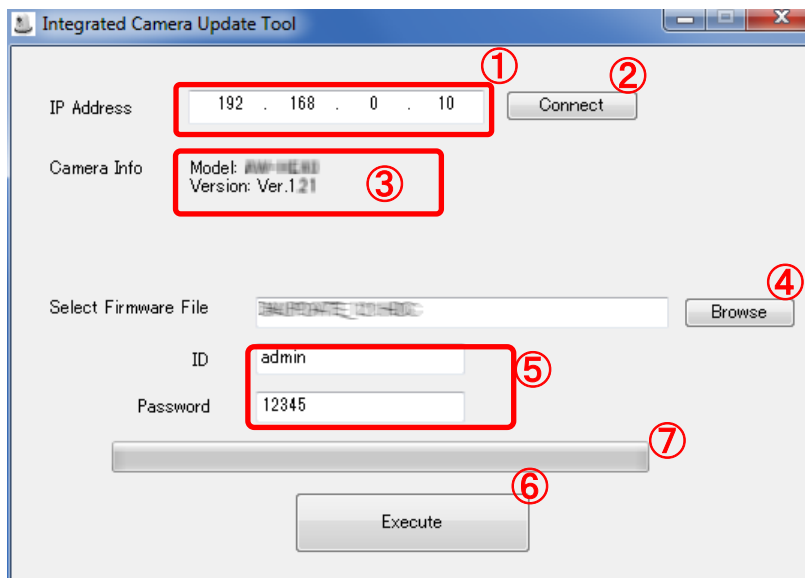 Integrated Camera Update Tool
①
②
IP Address 192 . 168 . 0 . 10 Connect
Camera Info Model:
Version: Ver.1.21
③
④
Select Firmware File Browse
ID admin
⑤
Password 12345
⑦
⑥
Execute